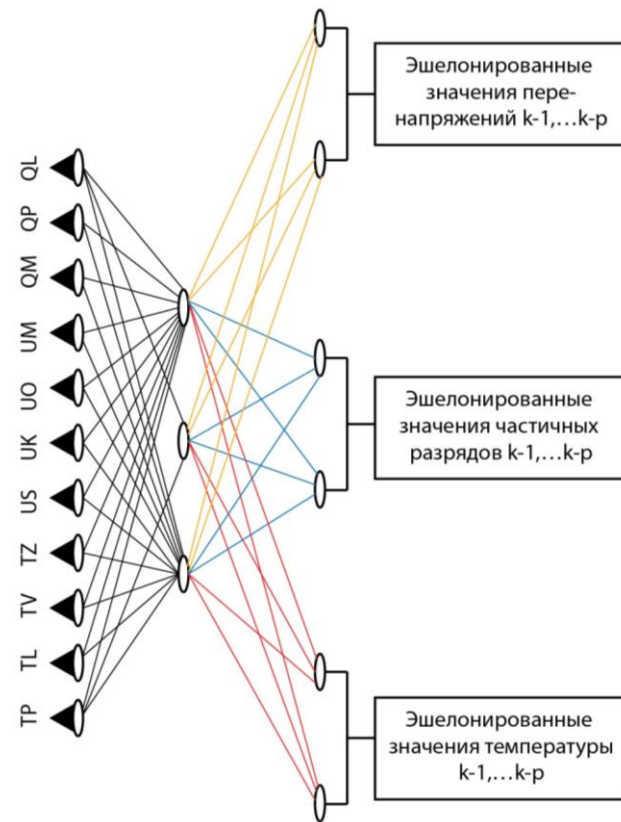 QL
QP
QM
UM
UO
UK
US
TZ
TV
TL
TP
Эшелонированные
значения пере-
напряжений k-1,...k-p
Эшелонированные
значения частичных
разрядов k-1,...k-p
Эшелонированные
значения температуры
k-1,...k-p